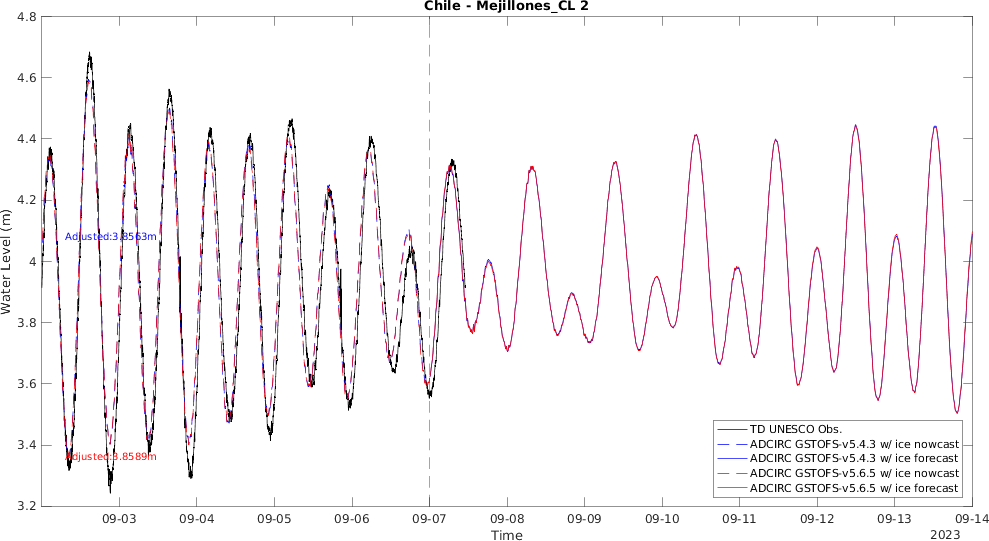 Chile - Mejillones_CL 2
Water Level (m)
4.8
4.6
4.4
4.2
4
3.8
3.6
3.4
3.2
Adjusted:3.8563m
Adjusted:3.8589m
TD UNESCO Obs.
ADCIRC GSTOFS-v5.4.3 w/ ice nowcast
ADCIRC GSTOFS-v5.4.3 w/ ice forecast
ADCIRC GSTOFS-v5.6.5 w/ ice nowcast
ADCIRC GSTOFS-v5.6.5 w/ ice forecast
09-03 09-04 09-05 09-06 09-07 09-08 09-09 09-10 09-11 09-12 09-13 09-14
Time
2023